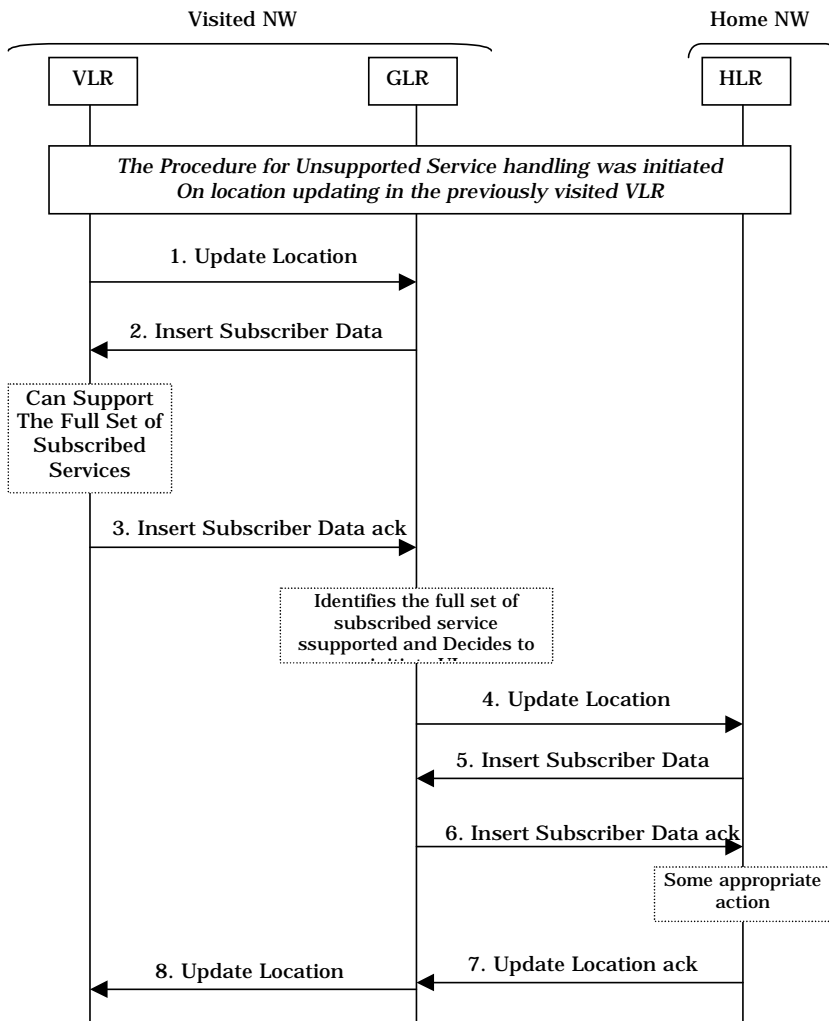 Visited NW
Home NW
VLR
GLR
HLR
The Procedure for Unsupported Service handling was initiated
On location updating in the previously visited VLR
1. Update Location
2. Insert Subscriber Data
Can Support
The Full Set of
Subscribed
Services
3. Insert Subscriber Data ack
Identifies the full set of
subscribed service
ssupported and Decides to
4. Update Location
5. Insert Subscriber Data
6. Insert Subscriber Data ack
Some appropriate
action
7. Update Location ack
8. Update Location